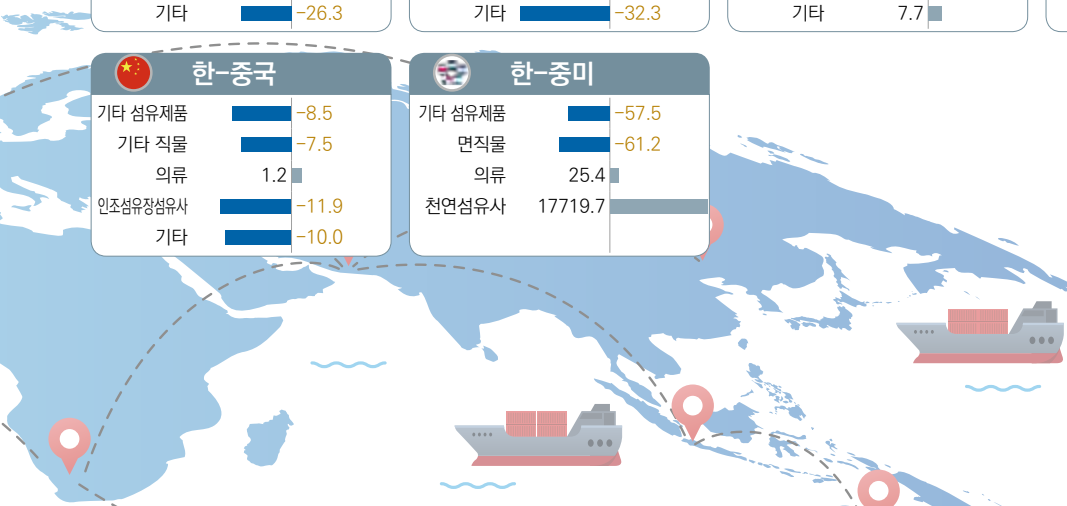 기타 -26.3
기타 -32.3
기타 7.7
한-중국
기타 섬유제품 -8.5
기타 직물 -7.5
의류 1.2
인조섬유장섬유사 -11.9
기타 -10.0
한-중미
기타 섬유제품 -57.5
면직물 -61.2
의류 25.4
천연섬유사 17719.7